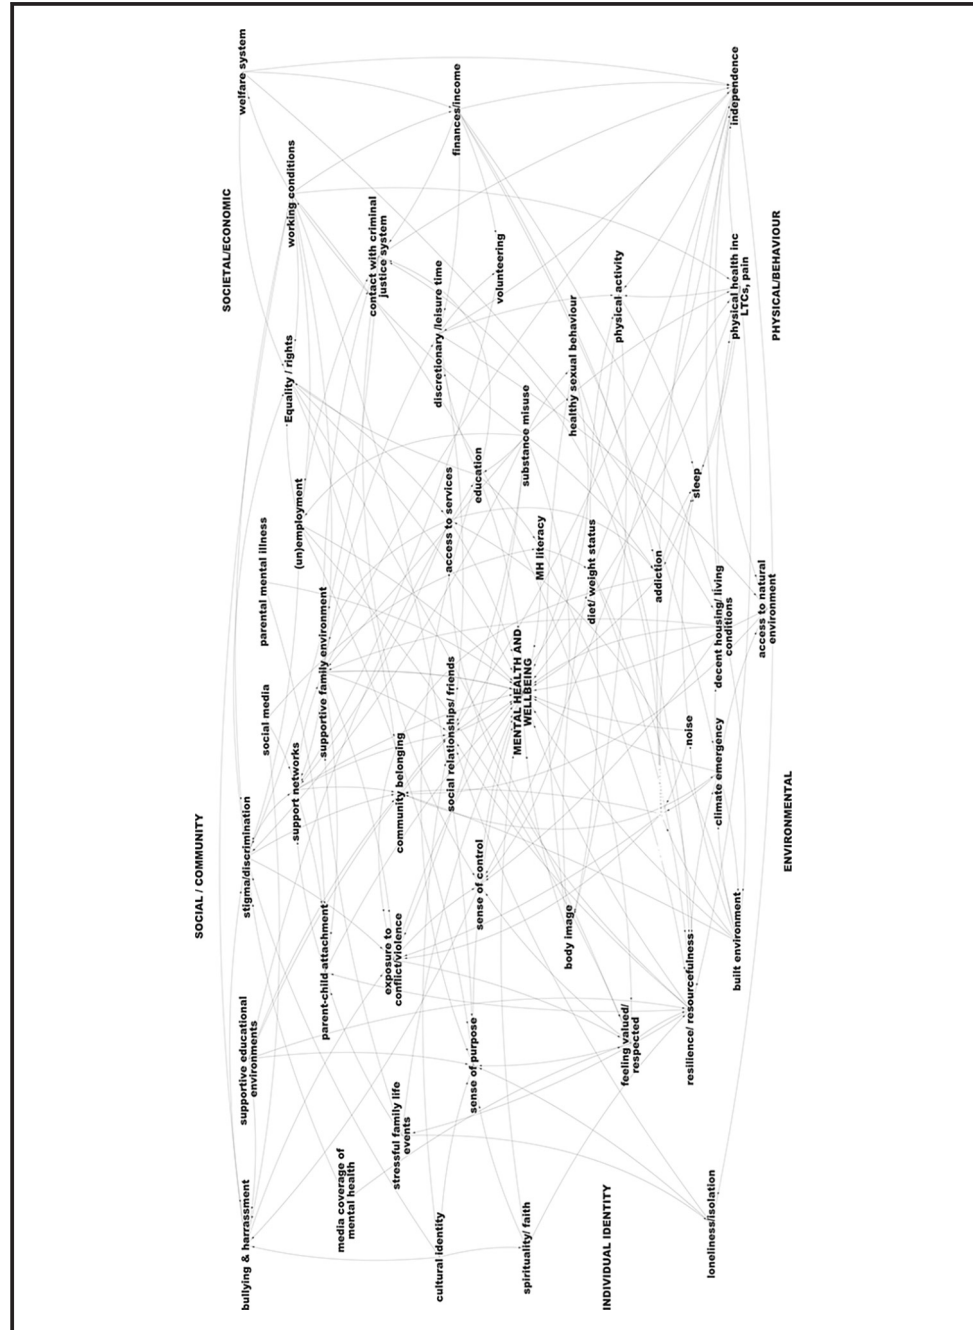 SOCIAL / COMMUNITY
SOCIETAL/ECONOMIC
bullying & harrassment
supportive educational
environments
stigma/discrimination
social media
parental mental illness
welfare system
support networks
(un)employment
Equality / rights
working conditions
parent-child attachment
supportive family environment
media coverage of
mental health
stressful family life
events
exposure to
conflict/violence
community belonging
contact with criminal
justice system
cultural identity
social relationships/ friends
access to services
discretionary /leisure time
finances/income
sense of purpose
sense of control
education
volunteering
spirituality/ faith
MENTAL HEALTH AND
WELLBEING
MH literacy
substance misuse
body image
diet/ weight status
healthy sexual behaviour
INDIVIDUAL IDENTITY
feeling valued/
respected
addiction
physical activity
resilience/ resourcefulness
noise
sleep
loneliness/isolation
climate emergency
decent housing/ living
conditions
physical health inc
LTCs, pain
independence
built environment
access to natural
environment
ENVIRONMENTAL
PHYSICAL/BEHAVIOUR